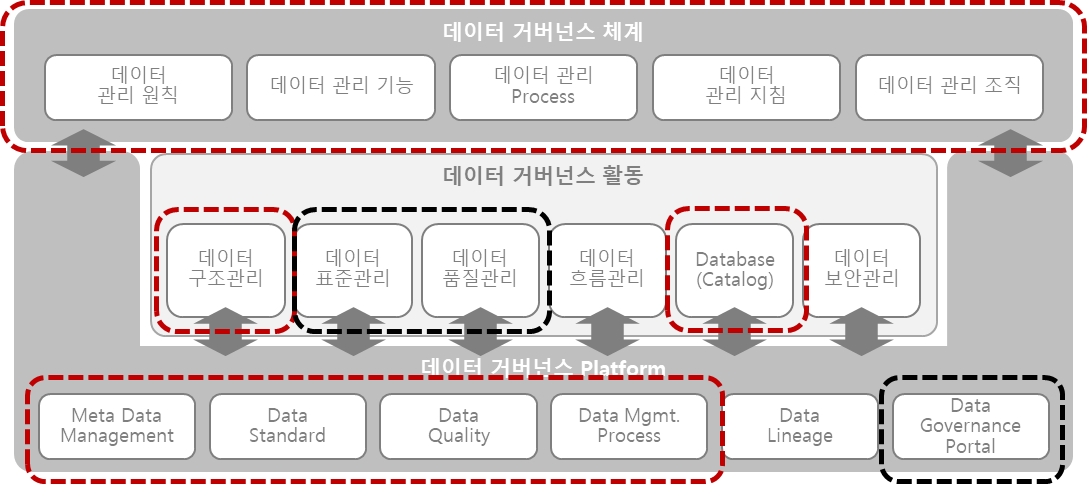 데이터 거버넌스 체계
데이터
관리 원칙
데이터 관리 기능
데이터 관리
Process
데이터
관리 지침
데이터 관리 조직
데이터 거버넌스 활동
데이터
구조관리
데이터
표준관리
데이터
품질관리
데이터
흐름관리
Database
(Catalog)
데이터
보안관리
데이터 거버넌스 Platform
Meta Data
Management
Data
Standard
Data
Quality
Data Mgmt.
Process
Data
Lineage
Data
Governance
Portal